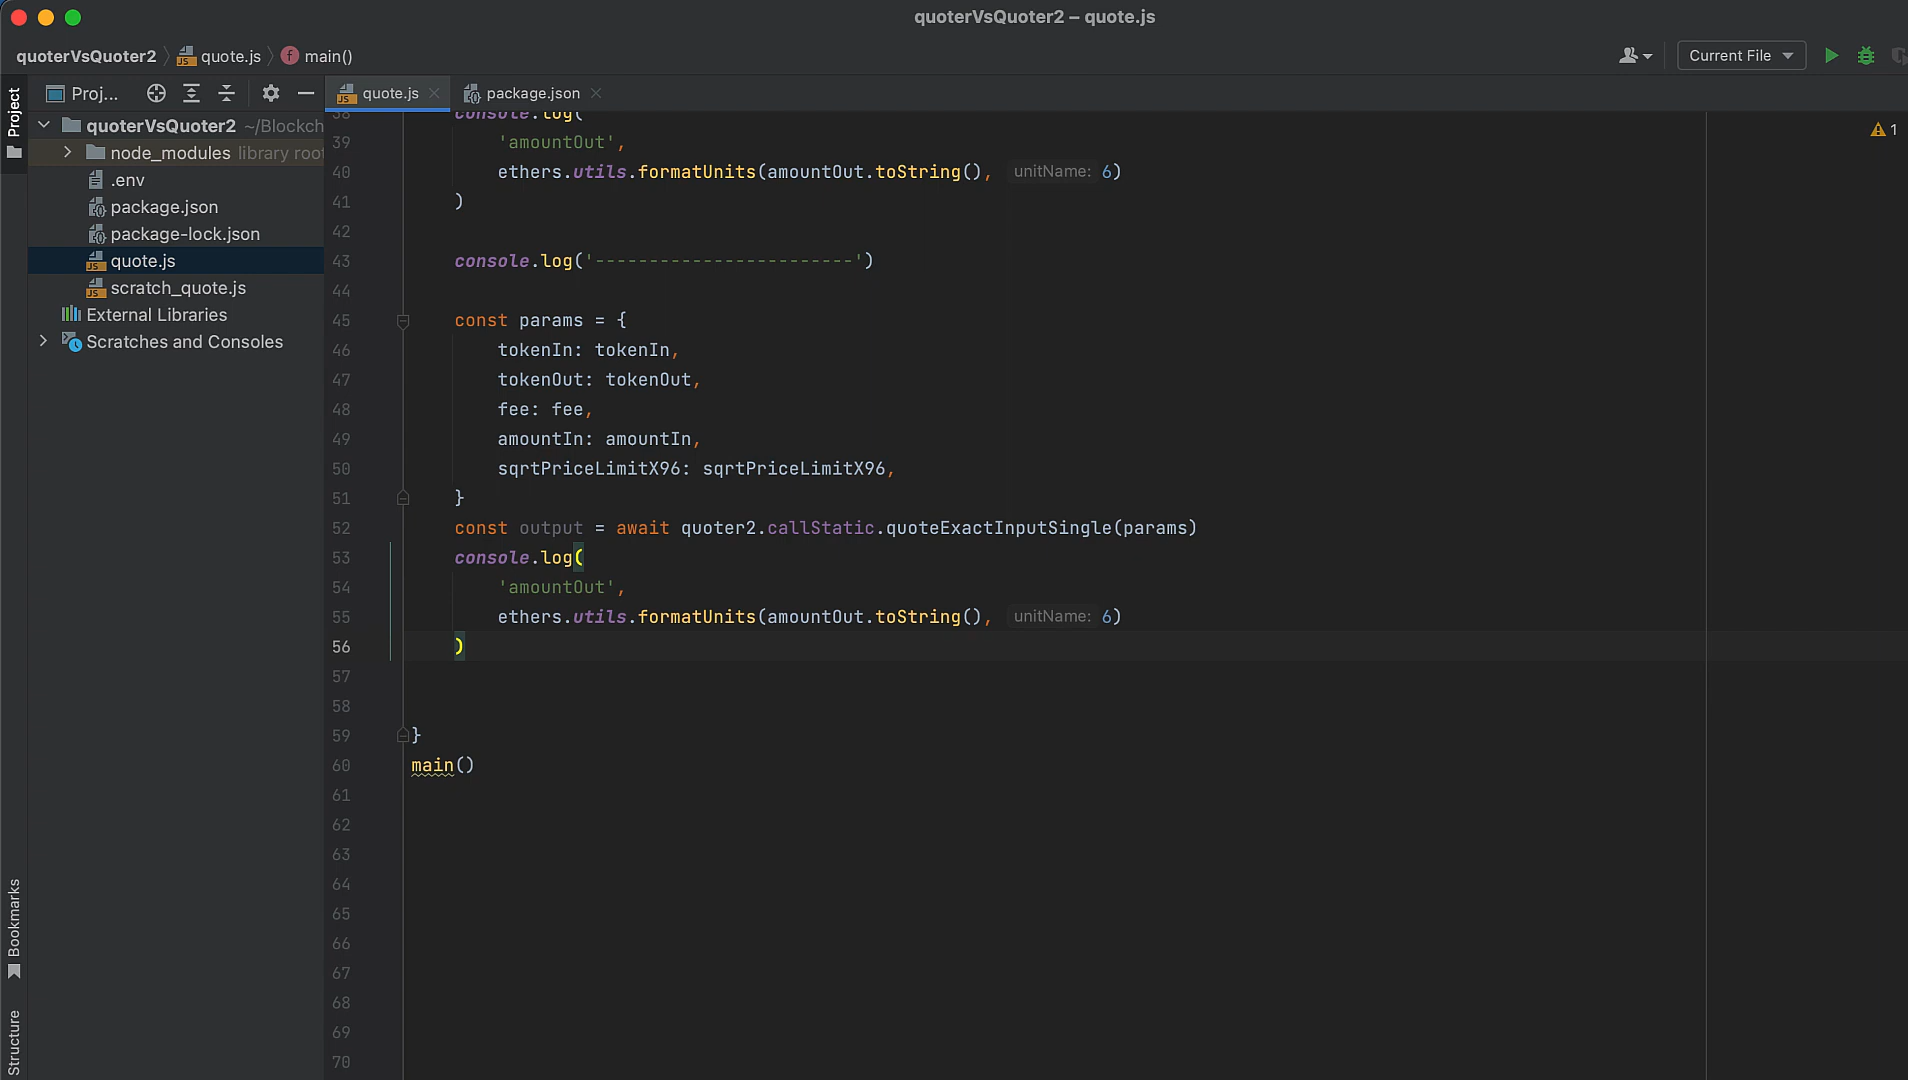 quoterVsQuoter2 – quote.js
quoterVsQuoter2 quote.js main()
Current File
Project
Proj...
quote.js
package.json
1
quoterVsQuoter2 ~/Blockch
node_modules library root
.env
package.json
package-lock.json
quote.js
scratch_quote.js
External Libraries
Scratches and Consoles
Bookmarks
Structure
38 console.log(
39 'amountOut',
40 ethers.utils.formatUnits(amountOut.toString(), unitName: 6)
41 )
42
43 console.log('------------------------')
44
45 const params = {
46 tokenIn: tokenIn,
47 tokenOut: tokenOut,
48 fee: fee,
49 amountIn: amountIn,
50 sqrtPriceLimitX96: sqrtPriceLimitX96,
51 }
52 const output = await quoter2.callStatic.quoteExactInputSingle(params)
53 console.log(
54 'amountOut',
55 ethers.utils.formatUnits(amountOut.toString(), unitName: 6)
56 )
57
58
59 }
60 main()
61
62
63
64
65
66
67
68
69
70